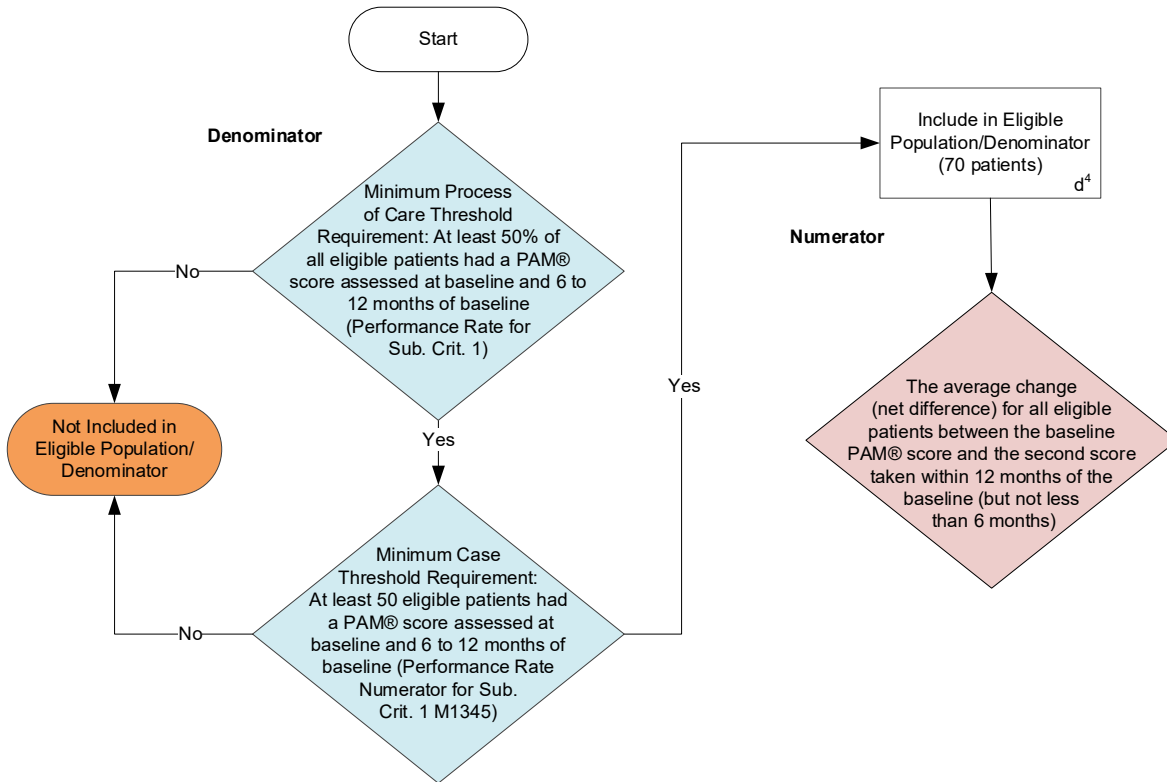 Start
Denominator
Minimum Process
of Care Threshold
Requirement: At least 50% of
all eligible patients had a PAM® 
score assessed at baseline and 6 to
12 months of baseline
(Performance Rate for
Sub. Crit. 1)
No
Yes
Not Included in
Eligible Population/
Denominator
Minimum Case
Threshold Requirement:
At least 50 eligible patients had
a PAM® score assessed at
baseline and 6 to 12 months of
baseline (Performance Rate
Numerator for Sub.
Crit. 1 M1345)
No
Yes
Include in Eligible
Population/Denominator
(70 patients)
d⁴
Numerator
The average change
(net difference) for all eligible
patients between the baseline
PAM® score and the second score
taken within 12 months of the
baseline (but not less
than 6 months)